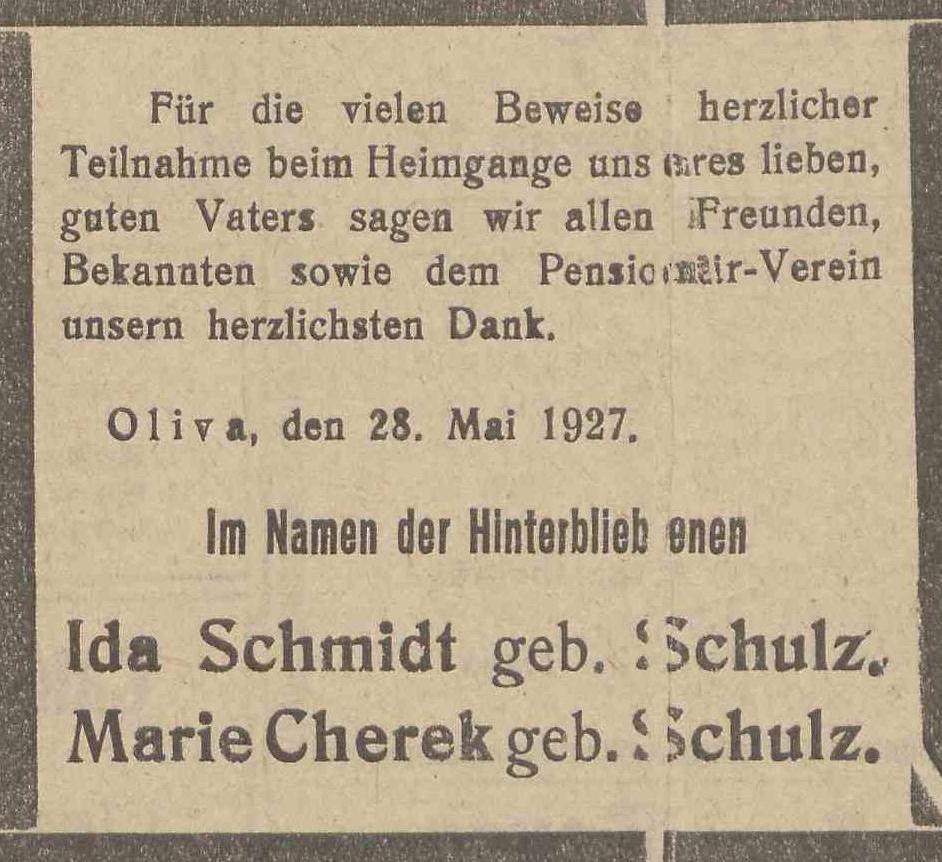 Für die vielen Beweise herzlicher
Teilnahme beim Heimgange unseres lieben,
guten Vaters sagen wir allen Freunden,
Bekannten sowie dem Pensionär-Verein
unsern herzlichsten Dank.
Oliva, den 28. Mai 1927.
Im Namen der Hinterbliebenen
Ida Schmidt geb. Schulz.
Marie Cherek geb. Schulz.